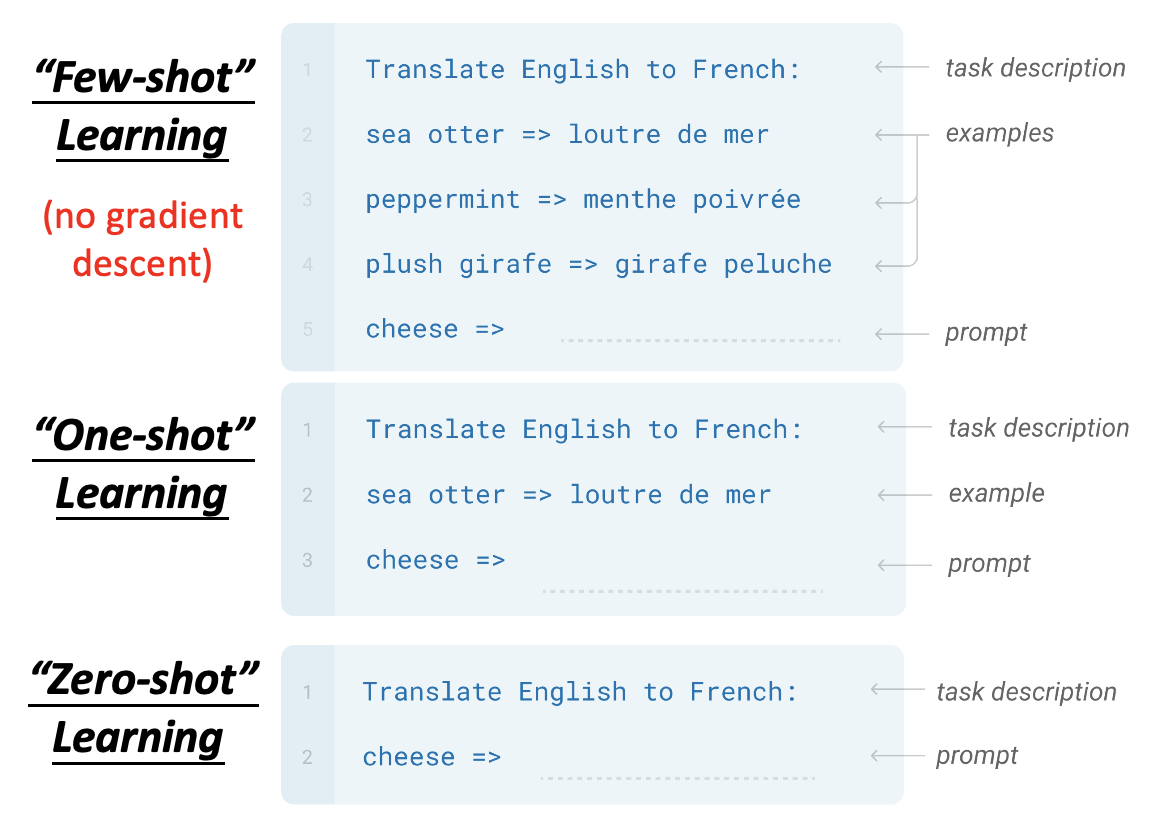 “Few-shot”
Learning
(no gradient
descent)
1 Translate English to French: task description
2 sea otter => loutre de mer examples
3 peppermint => menthe poivrée
4 plush girafe => girafe peluche
5 cheese => prompt
“One-shot”
Learning
1 Translate English to French: task description
2 sea otter => loutre de mer example
3 cheese => prompt
“Zero-shot”
Learning
1 Translate English to French: task description
2 cheese => prompt